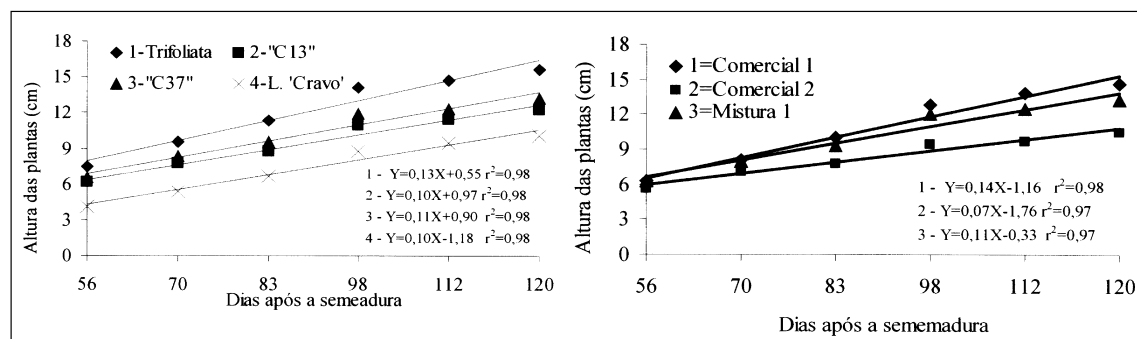 18
15
12
9
6
3
0
Altura das plantas (cm)
1-Trifoliata
2-"C13"
3-"C37"
4-L. 'Cravo'
1 - Y=0,13X+0,55 r²=0,98
2 - Y=0,10X+0,97 r²=0,98
3 - Y=0,11X+0,90 r²=0,98
4 - Y=0,10X-1,18 r²=0,98
56 70 83 98 112 120
Dias após a semeadura
18
15
12
9
6
3
0
Altura das plantas (cm)
1=Comercial 1
2=Comercial 2
3=Mistura 1
1 - Y=0,14X-1,16 r²=0,98
2 - Y=0,07X-1,76 r²=0,97
3 - Y=0,11X-0,33 r²=0,97
56 70 83 98 112 120
Dias após a sememadura